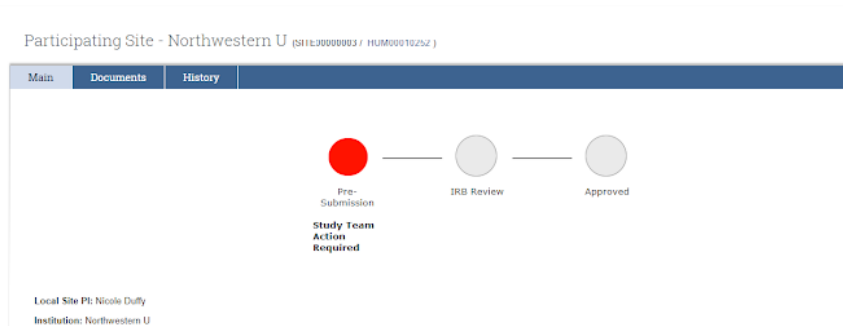 Participating Site - Northwestern U (SITE00000003 / HUM00010252 )
Main Documents History
Pre-
Submission
IRB Review
Approved
Study Team
Action
Required
Local Site PI: Nicole Duffy
Institution: Northwestern U